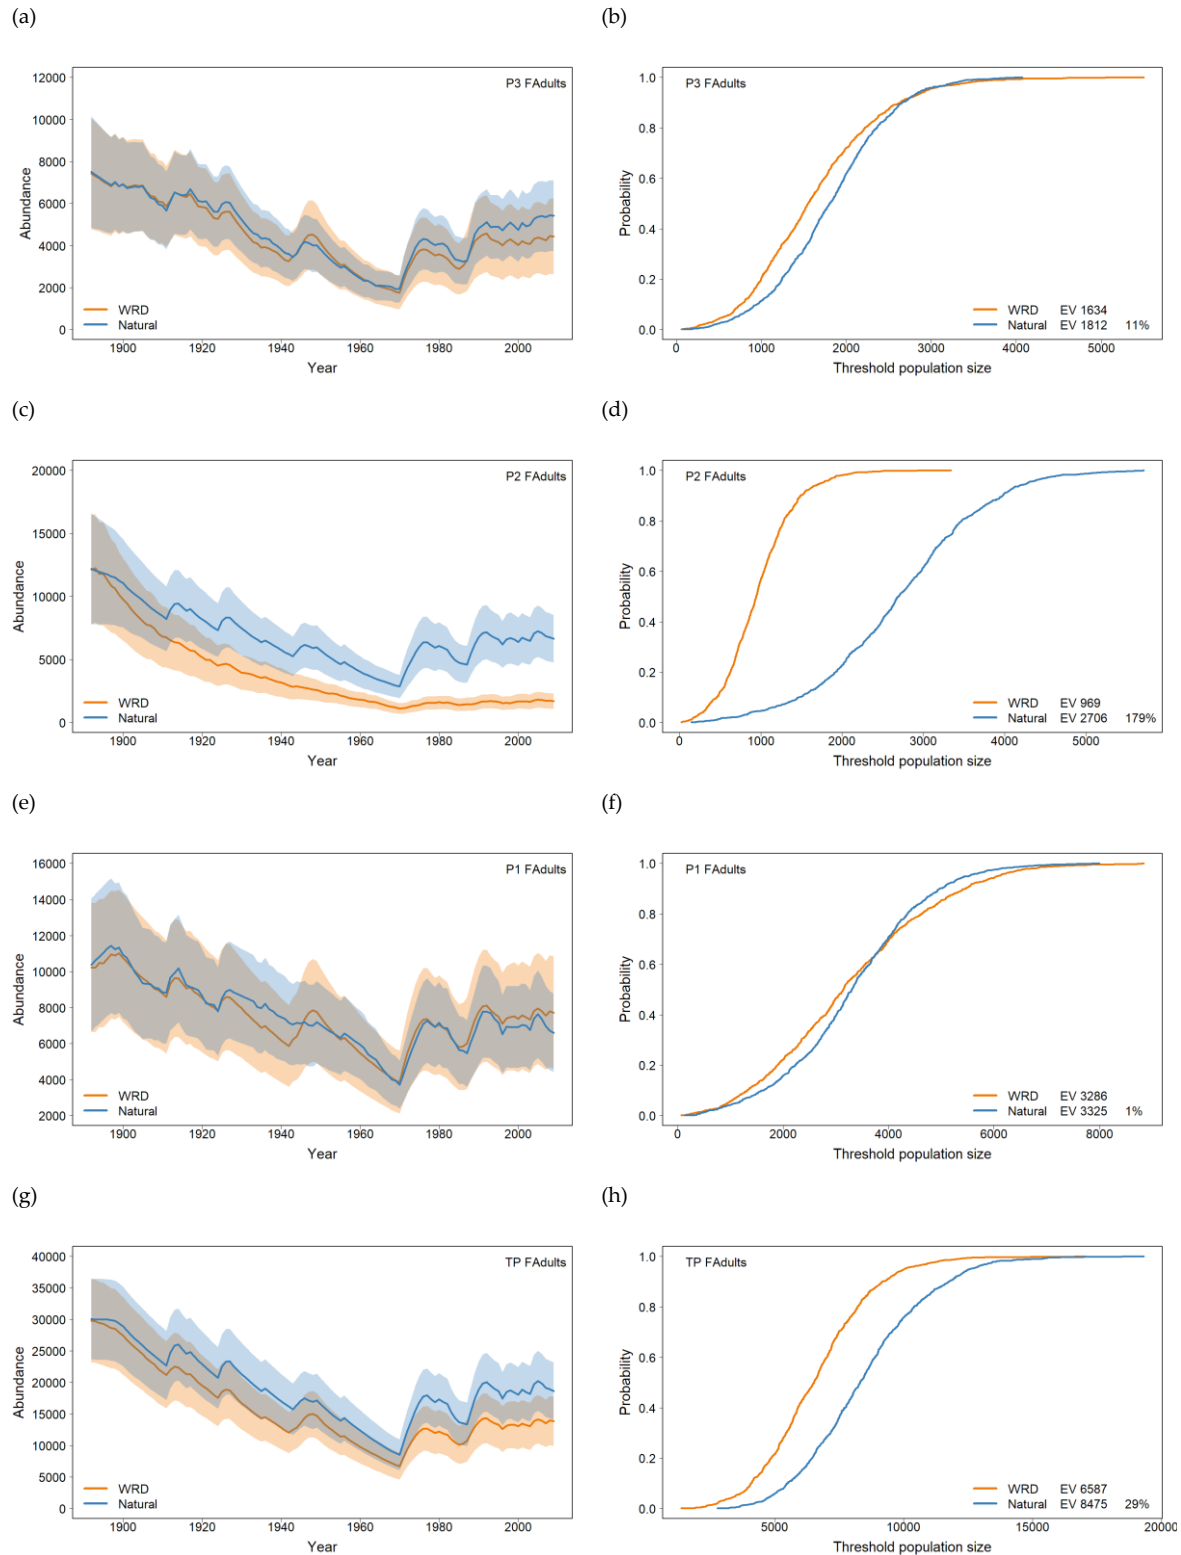 (a)
(b)
12000
10000
8000
6000
4000
2000
0
Abundance
P3 FAdults
WRD
Natural
1900 1920 1940 1960 1980 2000
Year
1.0
0.8
0.6
0.4
0.2
0.0
Probability
P3 FAdults
WRD EV 1634
Natural EV 1812 11%
0 1000 2000 3000 4000 5000
Threshold population size
(c)
(d)
20000
15000
10000
5000
0
Abundance
P2 FAdults
WRD
Natural
1900 1920 1940 1960 1980 2000
Year
1.0
0.8
0.6
0.4
0.2
0.0
Probability
P2 FAdults
WRD EV 969
Natural EV 2706 179%
0 1000 2000 3000 4000 5000
Threshold population size
(e)
(f)
16000
14000
12000
10000
8000
6000
4000
2000
Abundance
P1 FAdults
WRD
Natural
1900 1920 1940 1960 1980 2000
Year
1.0
0.8
0.6
0.4
0.2
0.0
Probability
P1 FAdults
WRD EV 3286
Natural EV 3325 1%
0 2000 4000 6000 8000
Threshold population size
(g)
(h)
40000
35000
30000
25000
20000
15000
10000
5000
0
Abundance
TP FAdults
WRD
Natural
1900 1920 1940 1960 1980 2000
Year
1.0
0.8
0.6
0.4
0.2
0.0
Probability
TP FAdults
WRD EV 6587
Natural EV 8475 29%
5000 10000 15000 20000
Threshold population size